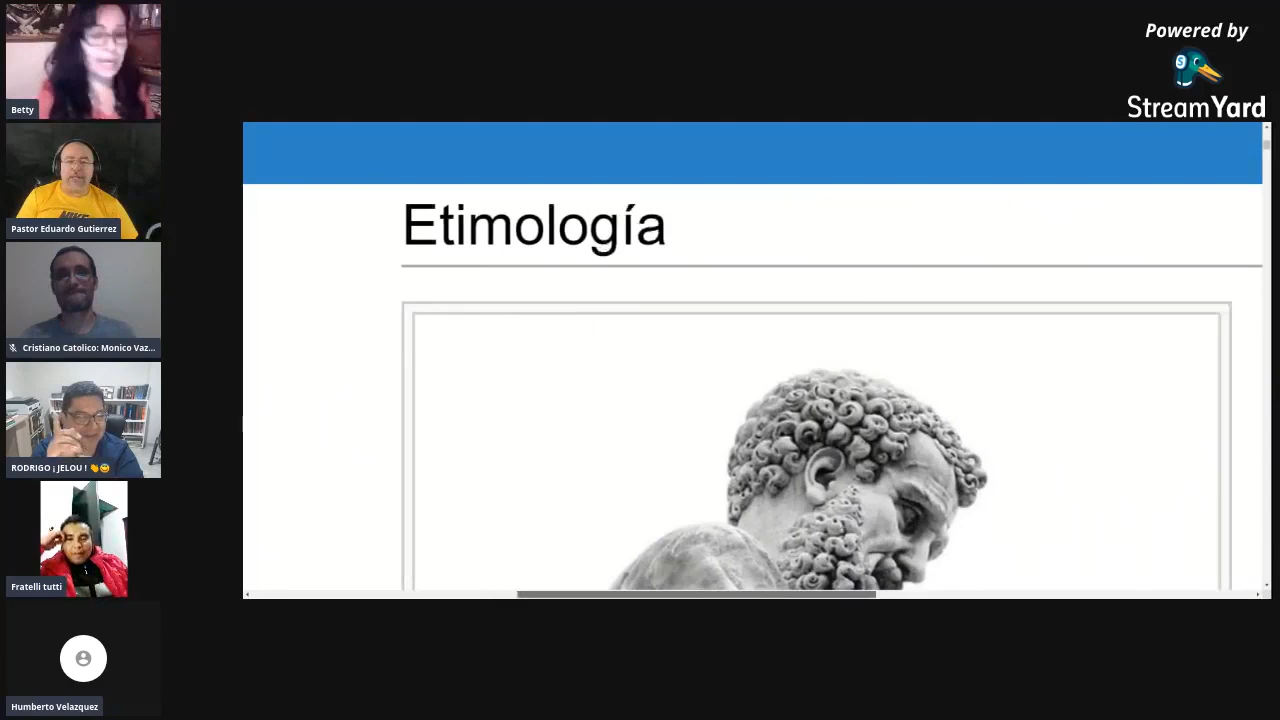 Powered by
StreamYard
Betty
Pastor Eduardo Gutierrez
Cristiano Catolico: Monico Vaz...
RODRIGO ¡ JELOU ! 👋😎
Fratelli tutti
Humberto Velazquez
Etimología